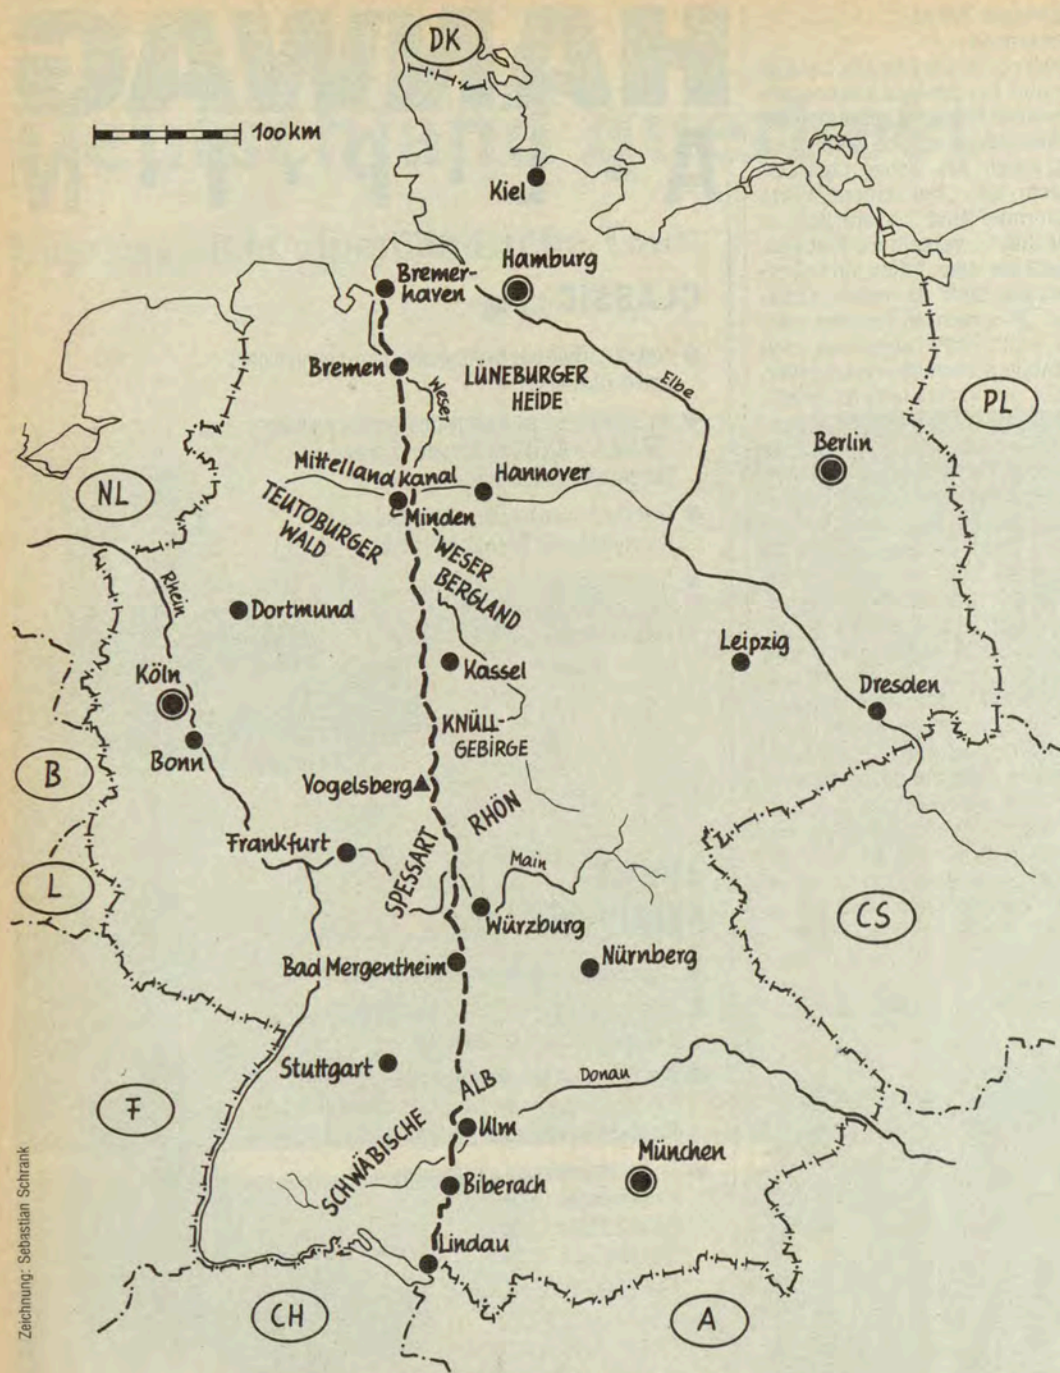 DK
100 km
Kiel
Hamburg
Bremer-
haven
Bremen
LÜNEBURGER
HEIDE
Weser
Elbe
PL
Berlin
NL
Mittelland kanal
Hannover
TEUTOBURGER
WALD
Minden
WESER
BERGLAND
Rhein
Dortmund
Leipzig
Köln
Kassel
Dresden
Bonn
KNÜLL-
GEBIRGE
B
Vogelsberg
RHÖN
Frankfurt
SPESSART
Main
L
Würzburg
CS
Bad Mergentheim
Nürnberg
Stuttgart
ALB
Donau
F
Ulm
SCHWÄBISCHE
München
Biberach
Lindau
CH
A
Zeichnung: Sebastian Schrank